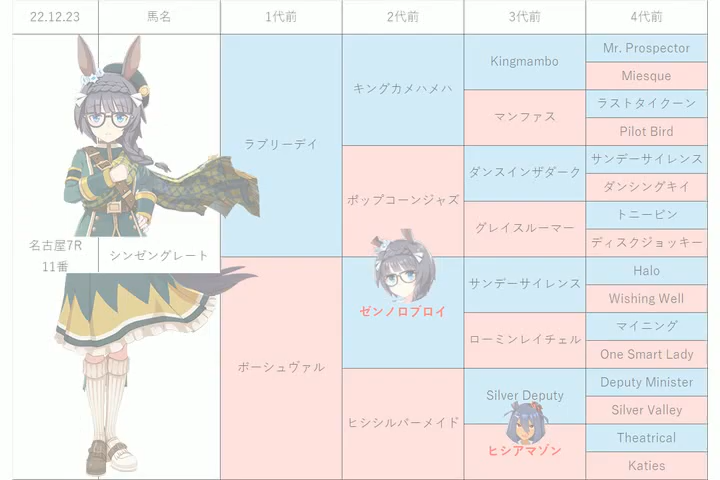 22.12.23
馬名
1代前
2代前
3代前
4代前
名古屋7R
11番
シンゼングレート
ラブリーデイ
キングカメハメハ
Kingmambo
Mr. Prospector
Miesque
マンファス
ラストタイクーン
Pilot Bird
ポップコーンジャズ
ダンスインザダーク
サンデーサイレンス
ダンシングキイ
グレイスルーマー
トニービン
ディスクジョッキー
ボーシュヴァル
ゼンノロブロイ
サンデーサイレンス
Halo
Wishing Well
ローミンレイチェル
マイニング
One Smart Lady
ヒシシルバーメイド
Silver Deputy
Deputy Minister
Silver Valley
ヒシアマゾン
Theatrical
Katies